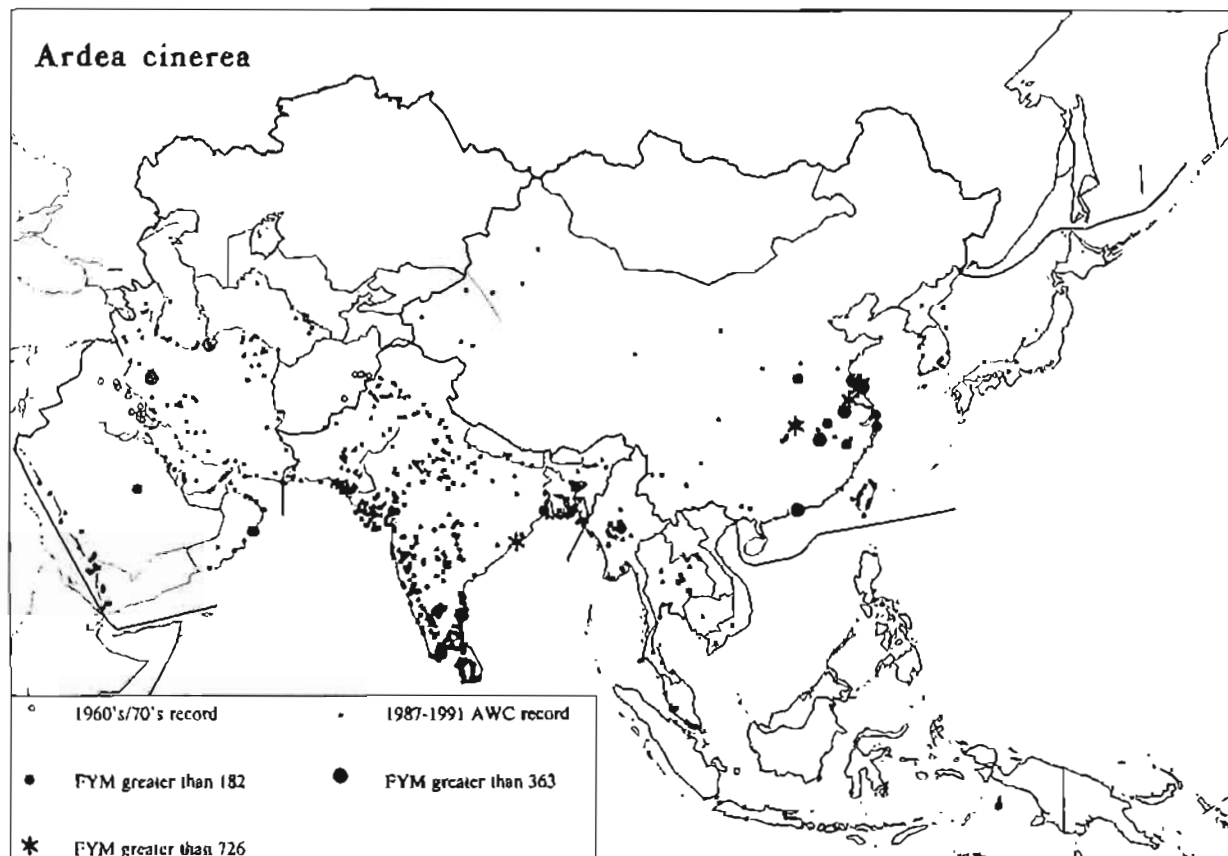 Ardea cinerea
1960's/70's record
1987-1991 AWC record
FYM greater than 182
FYM greater than 363
FYM greater than 726